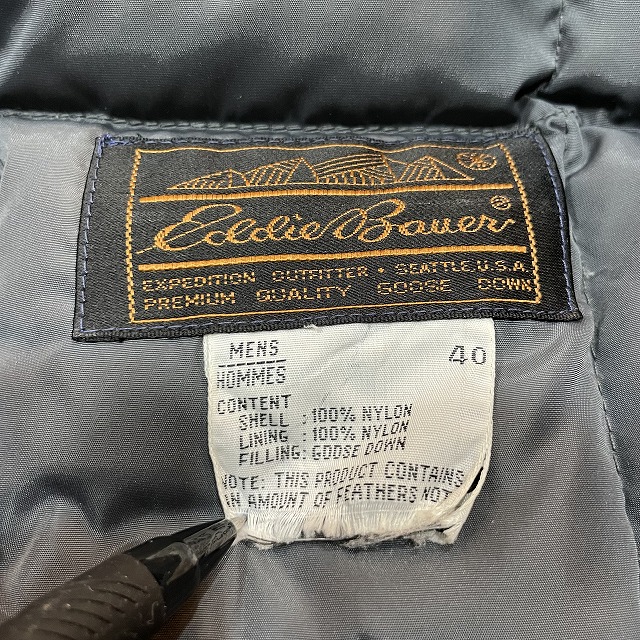 Eddie Bauer®
EXPEDITION OUTFITTER • SEATTLE U.S.A.
PREMIUM QUALITY GOOSE DOWN
MENS 40
HOMMES
CONTENT
SHELL : 100% NYLON
LINING : 100% NYLON
FILLING: GOOSE DOWN
NOTE: THIS PRODUCT CONTAINS
AN AMOUNT OF FEATHERS NOT